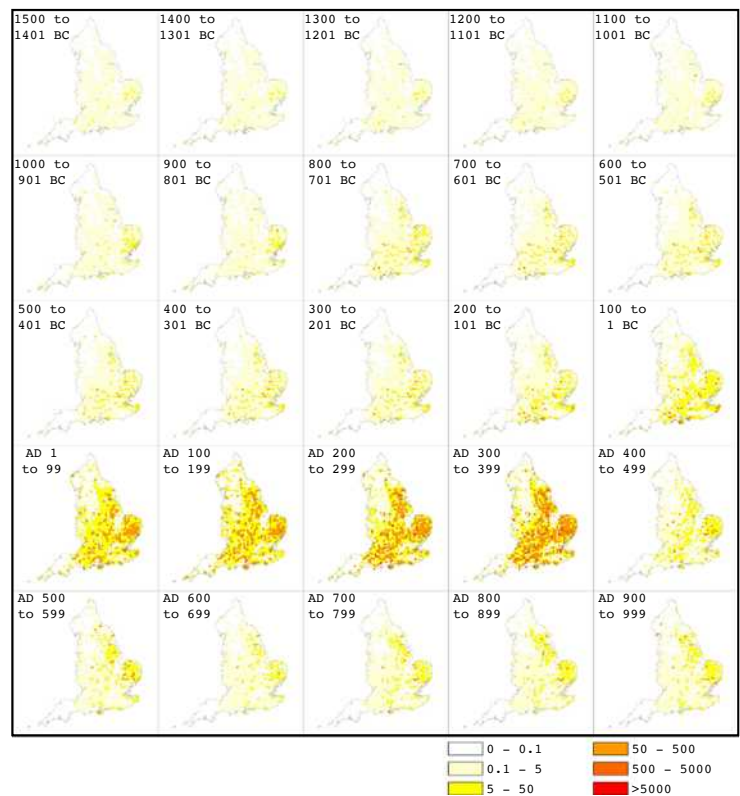 1500 to
1401 BC
1400 to
1301 BC
1300 to
1201 BC
1200 to
1101 BC
1100 to
1001 BC
1000 to
901 BC
900 to
801 BC
800 to
701 BC
700 to
601 BC
600 to
501 BC
500 to
401 BC
400 to
301 BC
300 to
201 BC
200 to
101 BC
100 to
1 BC
AD 1
to 99
AD 100
to 199
AD 200
to 299
AD 300
to 399
AD 400
to 499
AD 500
to 599
AD 600
to 699
AD 700
to 799
AD 800
to 899
AD 900
to 999
0 - 0.1
0.1 - 5
5 - 50
50 - 500
500 - 5000
>5000